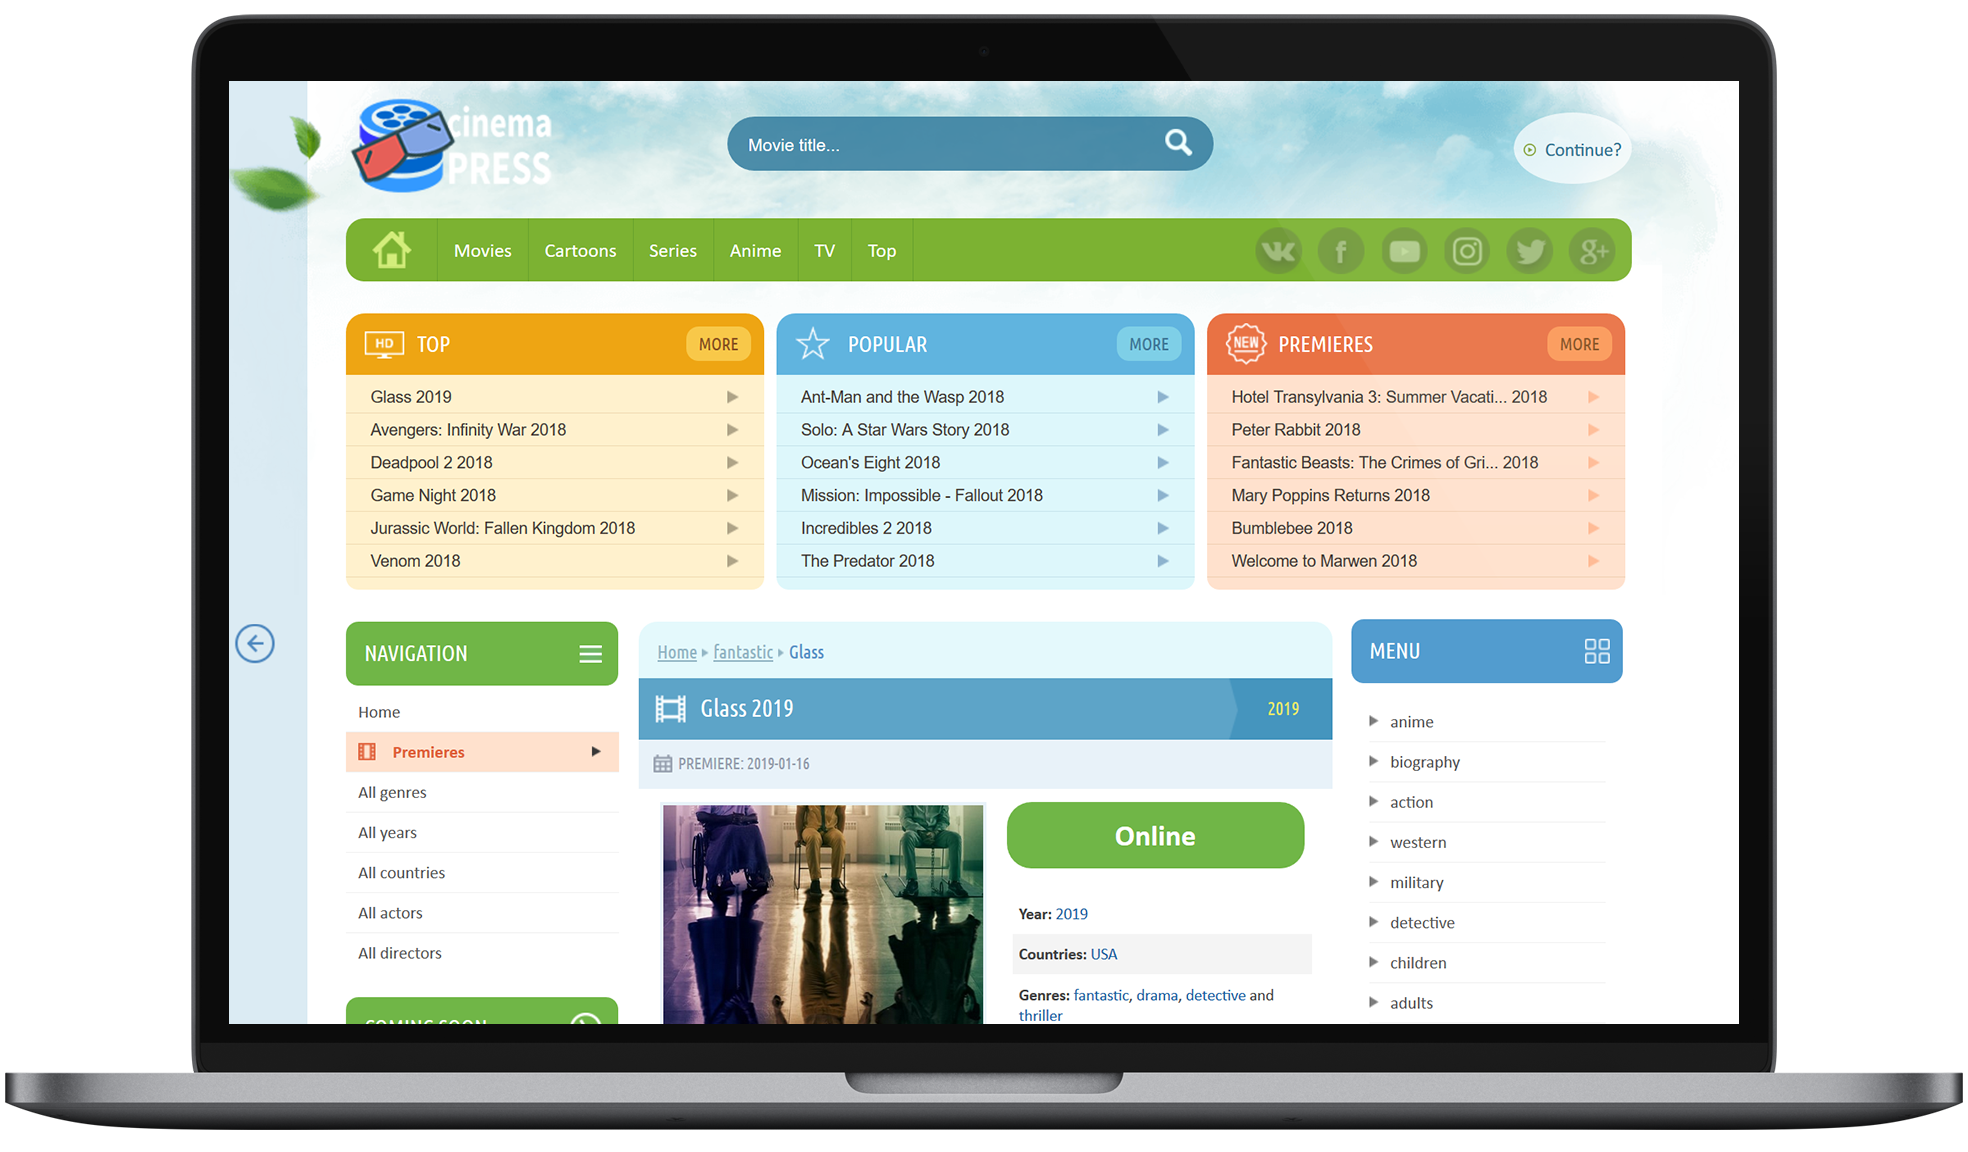 cinema
PRESS
Movie title...
Continue?
Movies Cartoons Series Anime TV Top
HD TOP MORE
Glass 2019
Avengers: Infinity War 2018
Deadpool 2 2018
Game Night 2018
Jurassic World: Fallen Kingdom 2018
Venom 2018
POPULAR MORE
Ant-Man and the Wasp 2018
Solo: A Star Wars Story 2018
Ocean's Eight 2018
Mission: Impossible - Fallout 2018
Incredibles 2 2018
The Predator 2018
NEW PREMIERES MORE
Hotel Transylvania 3: Summer Vacati... 2018
Peter Rabbit 2018
Fantastic Beasts: The Crimes of Gri... 2018
Mary Poppins Returns 2018
Bumblebee 2018
Welcome to Marwen 2018
NAVIGATION
Home
Premieres
All genres
All years
All countries
All actors
All directors
COMING SOON
Home fantastic Glass
Glass 2019 2019
PREMIERE: 2019-01-16
Online
Year: 2019
Countries: USA
Genres: fantastic, drama, detective and
thriller
MENU
anime
biography
action
western
military
detective
children
adults